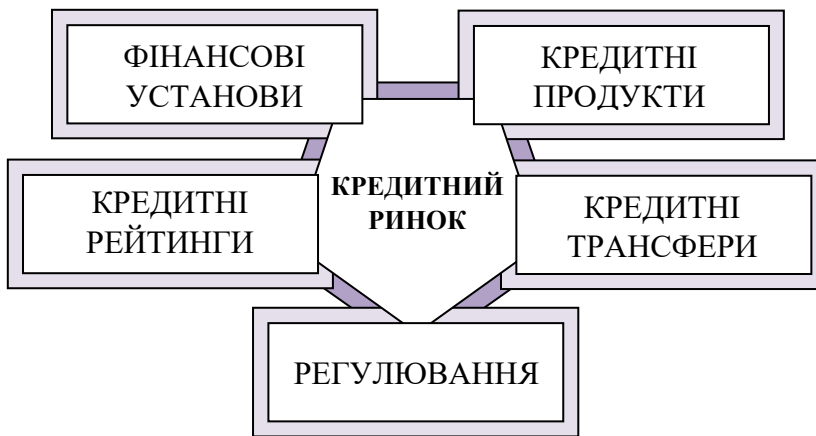 ФІНАНСОВІ
УСТАНОВИ
КРЕДИТНІ
ПРОДУКТИ
КРЕДИТНІ
РЕЙТИНГИ
КРЕДИТНИЙ
РИНОК
КРЕДИТНІ
ТРАНСФЕРИ
РЕГУЛЮВАННЯ